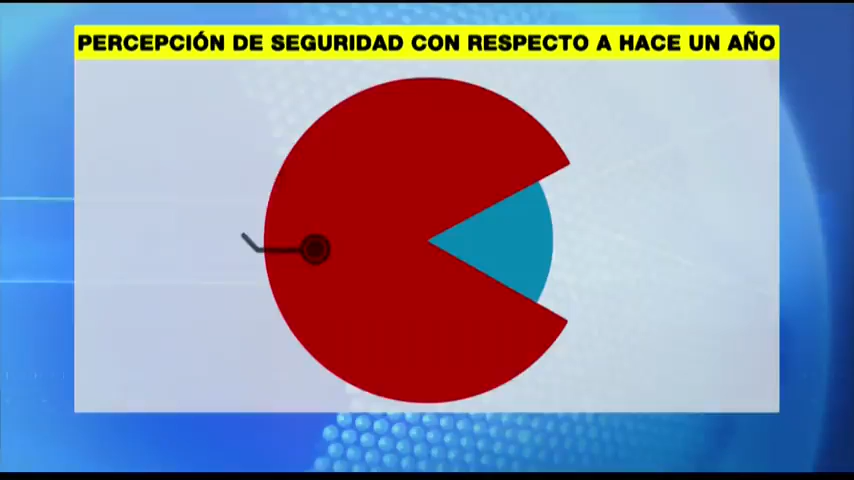 PERCEPCIÓN DE SEGURIDAD CON RESPECTO A HACE UN AÑO